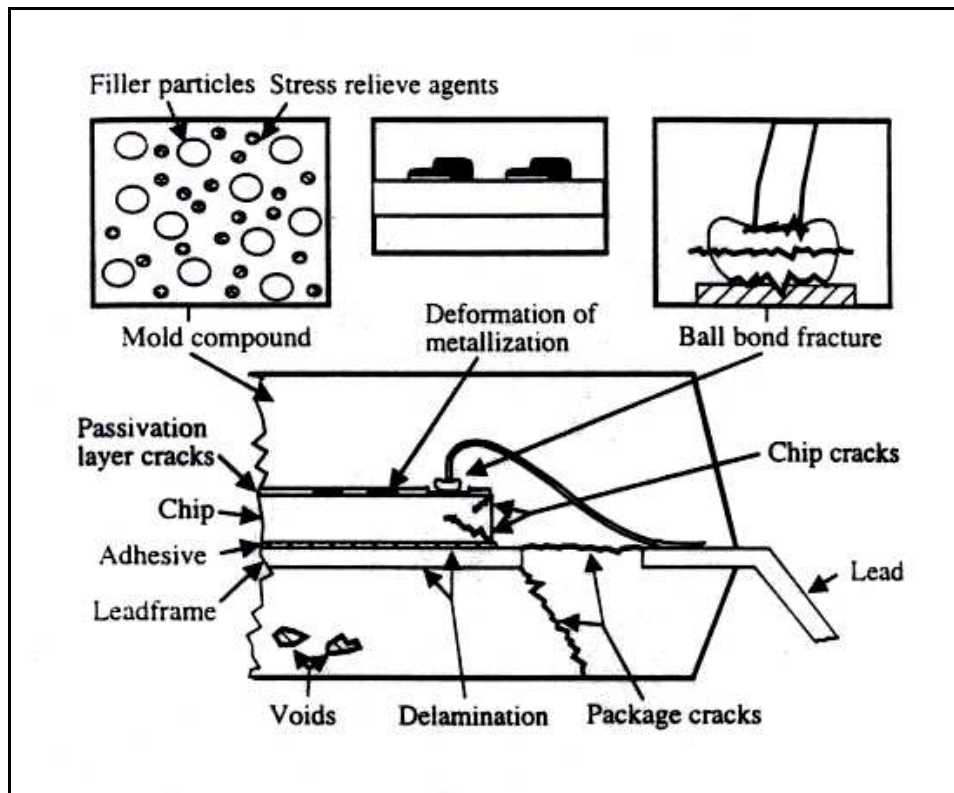 Filler particles Stress relieve agents
Mold compound
Deformation of
metallization
Ball bond fracture
Passivation
layer cracks
Chip cracks
Chip
Adhesive
Lead
Leadframe
Voids
Delamination
Package cracks